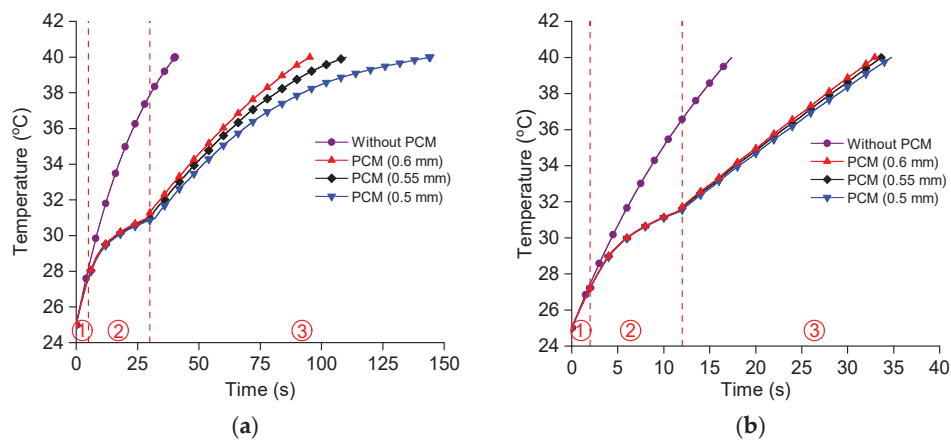 42
40
38
36
34
32
30
28
26
24
Temperature (ºC)
Without PCM
PCM (0.6 mm)
PCM (0.55 mm)
PCM (0.5 mm)
① ② ③
0 25 50 75 100 125 150
Time (s)
(a)
42
40
38
36
34
32
30
28
26
24
Temperature (ºC)
Without PCM
PCM (0.6 mm)
PCM (0.55 mm)
PCM (0.5 mm)
① ② ③
0 5 10 15 20 25 30 35 40
Time (s)
(b)